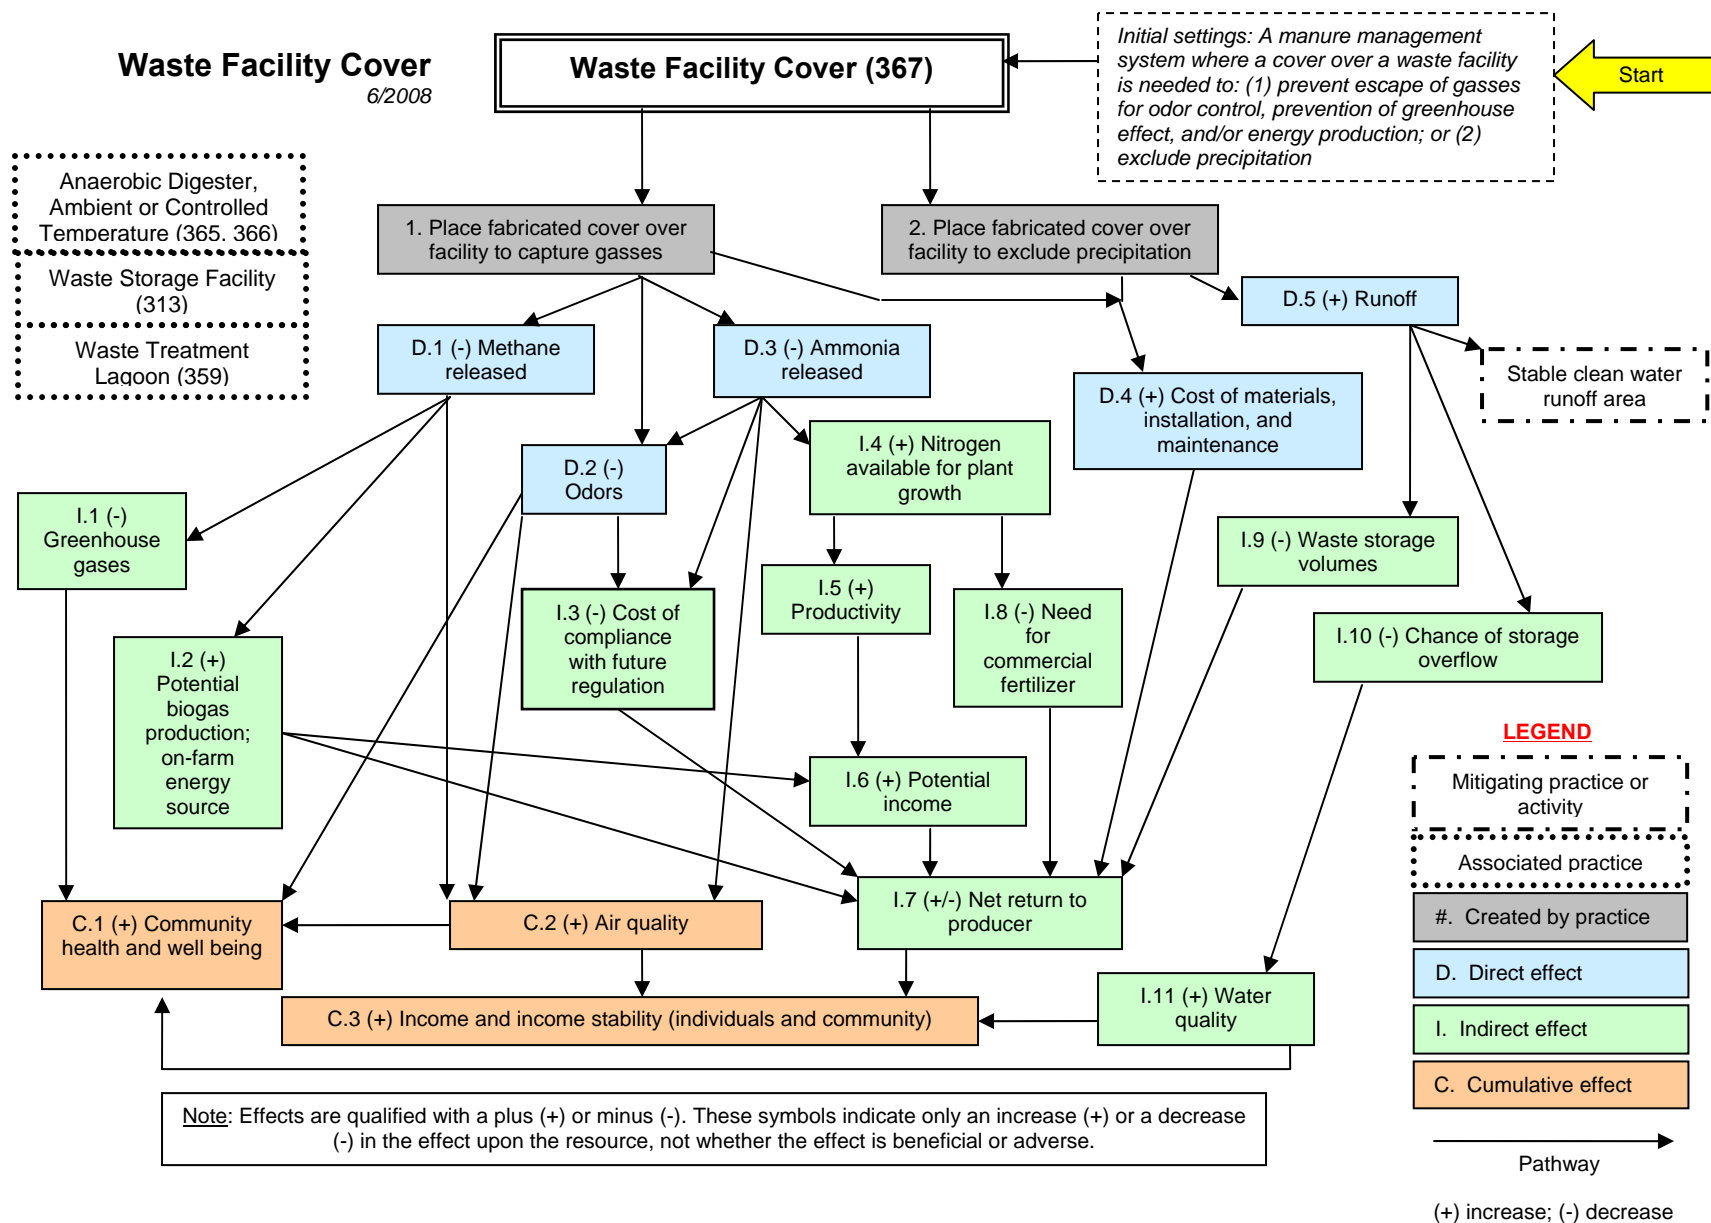 Waste Facility Cover
6/2008
Waste Facility Cover (367)
Initial settings: A manure management
system where a cover over a waste facility
is needed to: (1) prevent escape of gasses
for odor control, prevention of greenhouse
effect, and/or energy production; or (2)
exclude precipitation
Start
Anaerobic Digester,
Ambient or Controlled
Temperature (365, 366)
Waste Storage Facility
(313)
Waste Treatment
Lagoon (359)
1. Place fabricated cover over
facility to capture gasses
2. Place fabricated cover over
facility to exclude precipitation
D.5 (+) Runoff
D.1 (-) Methane
released
D.3 (-) Ammonia
released
Stable clean water
runoff area
D.4 (+) Cost of materials,
installation, and
maintenance
D.2 (-)
Odors
I.4 (+) Nitrogen
available for plant
growth
I.1 (-)
Greenhouse
gases
I.9 (-) Waste storage
volumes
I.3 (-) Cost of
compliance
with future
regulation
I.5 (+)
Productivity
I.8 (-) Need
for
commercial
fertilizer
I.2 (+)
Potential
biogas
production;
on-farm
energy
source
I.10 (-) Chance of storage
overflow
I.6 (+) Potential
income
I.7 (+/-) Net return to
producer
C.1 (+) Community
health and well being
C.2 (+) Air quality
I.11 (+) Water
quality
C.3 (+) Income and income stability (individuals and community)
LEGEND
Mitigating practice or
activity
Associated practice
#. Created by practice
D. Direct effect
I. Indirect effect
C. Cumulative effect
Pathway
(+) increase; (-) decrease
Note: Effects are qualified with a plus (+) or minus (-). These symbols indicate only an increase (+) or a decrease
(-) in the effect upon the resource, not whether the effect is beneficial or adverse.